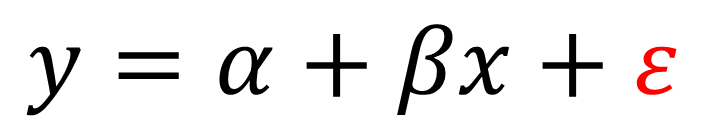 y = α + βx + ε